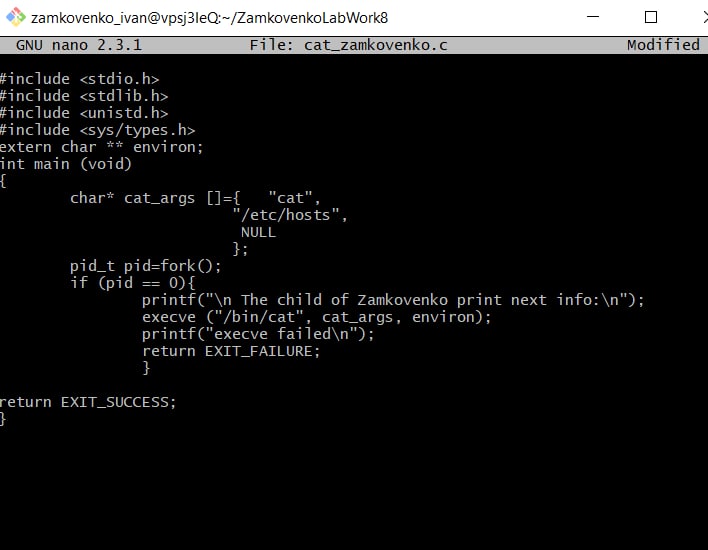 zamkovenko_ivan@vpsj3IeQ:~/ZamkovenkoLabWork8
GNU nano 2.3.1 File: cat_zamkovenko.c Modified
#include <stdio.h>
#include <stdlib.h>
#include <unistd.h>
#include <sys/types.h>
extern char ** environ;
int main (void)
{
char* cat_args []={ "cat",
"/etc/hosts",
NULL
};
pid_t pid=fork();
if (pid == 0){
printf("\n The child of Zamkovenko print next info:\n");
execve ("/bin/cat", cat_args, environ);
printf("execve failed\n");
return EXIT_FAILURE;
}
return EXIT_SUCCESS;
}